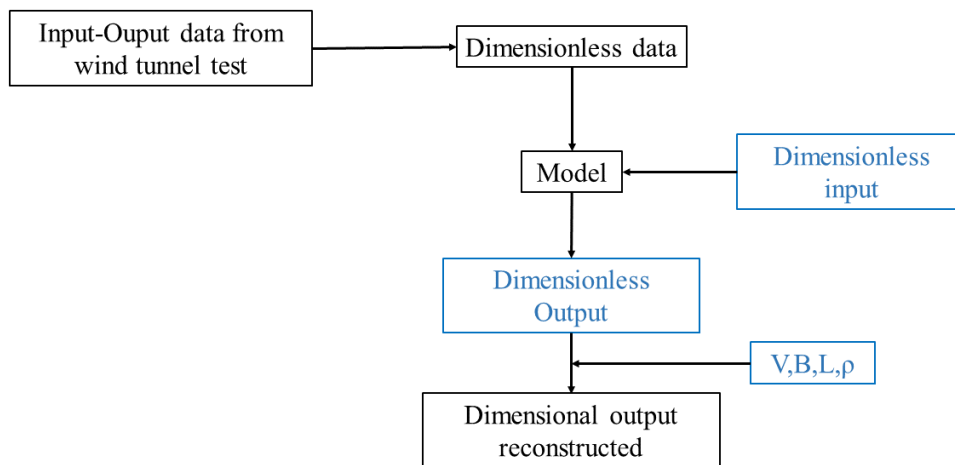 Input-Ouput data from
wind tunnel test
Dimensionless data
Model
Dimensionless
input
Dimensionless
Output
V,B,L,ρ
Dimensional output
reconstructed